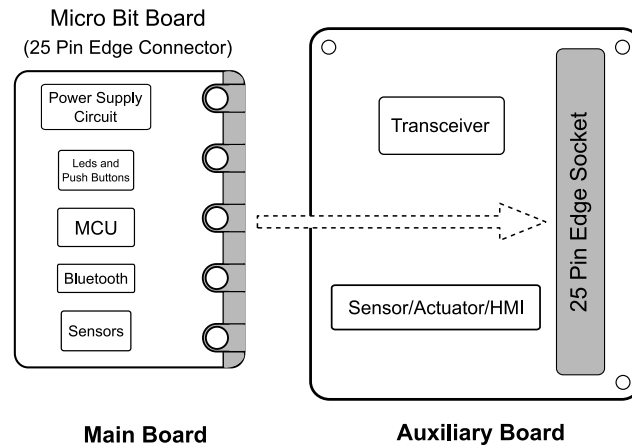 Micro Bit Board
(25 Pin Edge Connector)
Power Supply
Circuit
Leds and
Push Buttons
MCU
Bluetooth
Sensors
Main Board
Transceiver
Sensor/Actuator/HMI
25 Pin Edge Socket
Auxiliary Board